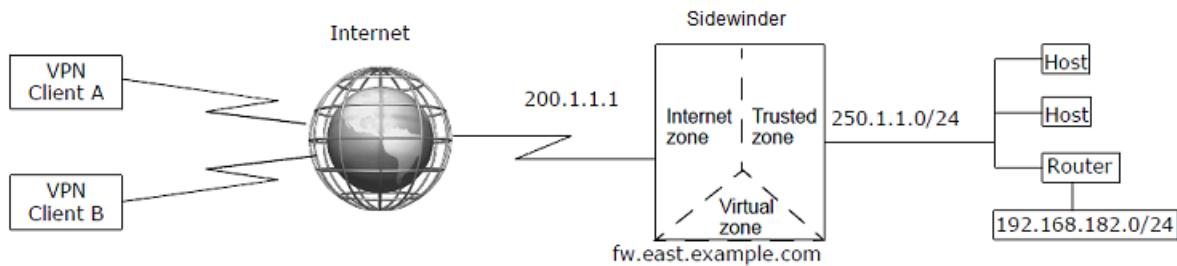 Sidewinder
Internet
VPN
Client A
200.1.1.1
Internet
zone
Trusted
zone
250.1.1.0/24
Host
Host
Router
VPN
Client B
Virtual
zone
192.168.182.0/24
fw.east.example.com